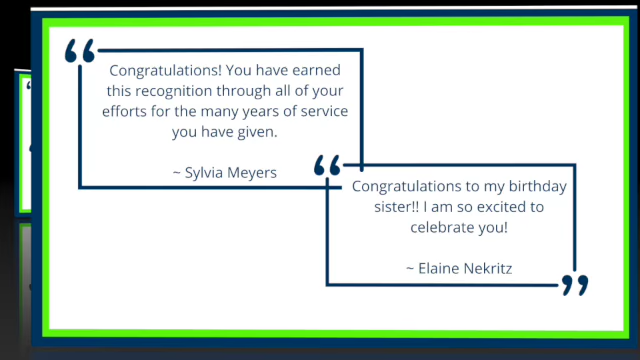 Congratulations! You have earned
this recognition through all of your
efforts for the many years of service
you have given.
~ Sylvia Meyers
Congratulations to my birthday
sister!! I am so excited to
celebrate you!
~ Elaine Nekritz